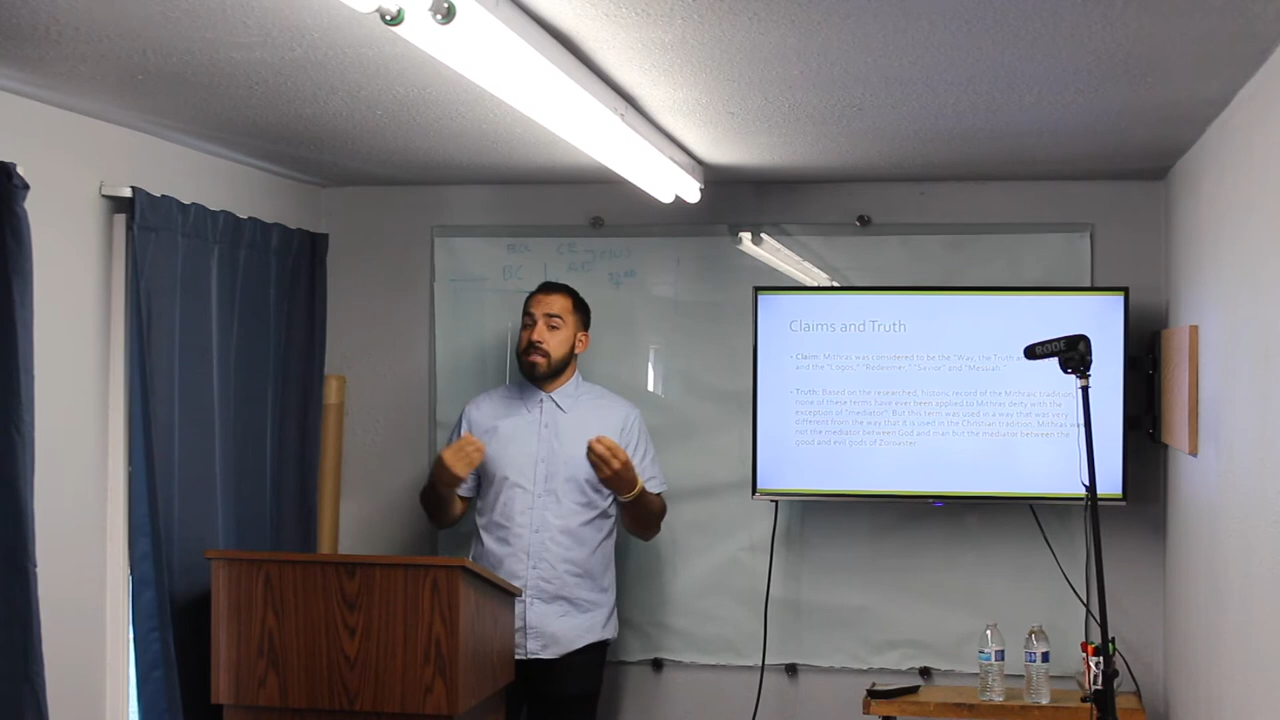 BCE CE
BC
Claims and Truth
• Claim: Mithras was considered to be the "Way, the Truth
and the "Logos," "Redeemer," "Savior" and "Messiah."
• Truth: Based on the researched, historic record of the Mithraic tradition,
none of these terms have ever been applied to Mithras deity with the
exception of "mediator". But this term was used in a way that was very
different from the way that it is used in the Christian tradition. Mithras was
not the mediator between God and man but the mediator between the
good and evil gods of Zoroaster.
RODE